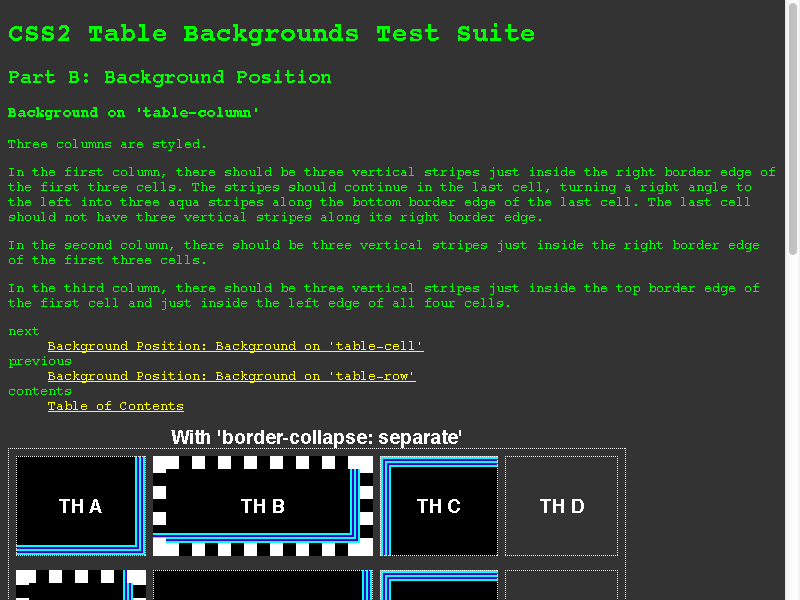 CSS2 Table Backgrounds Test Suite
Part B: Background Position
Background on 'table-column'
Three columns are styled.
In the first column, there should be three vertical stripes just inside the right border edge of
the first three cells. The stripes should continue in the last cell, turning a right angle to
the left into three aqua stripes along the bottom border edge of the last cell. The last cell
should not have three vertical stripes along its right border edge.
In the second column, there should be three vertical stripes just inside the right border edge
of the first three cells.
In the third column, there should be three vertical stripes just inside the top border edge of
the first cell and just inside the left edge of all four cells.
next
Background Position: Background on 'table-cell'
previous
Background Position: Background on 'table-row'
contents
Table of Contents
With 'border-collapse: separate'
TH A TH B TH C TH D